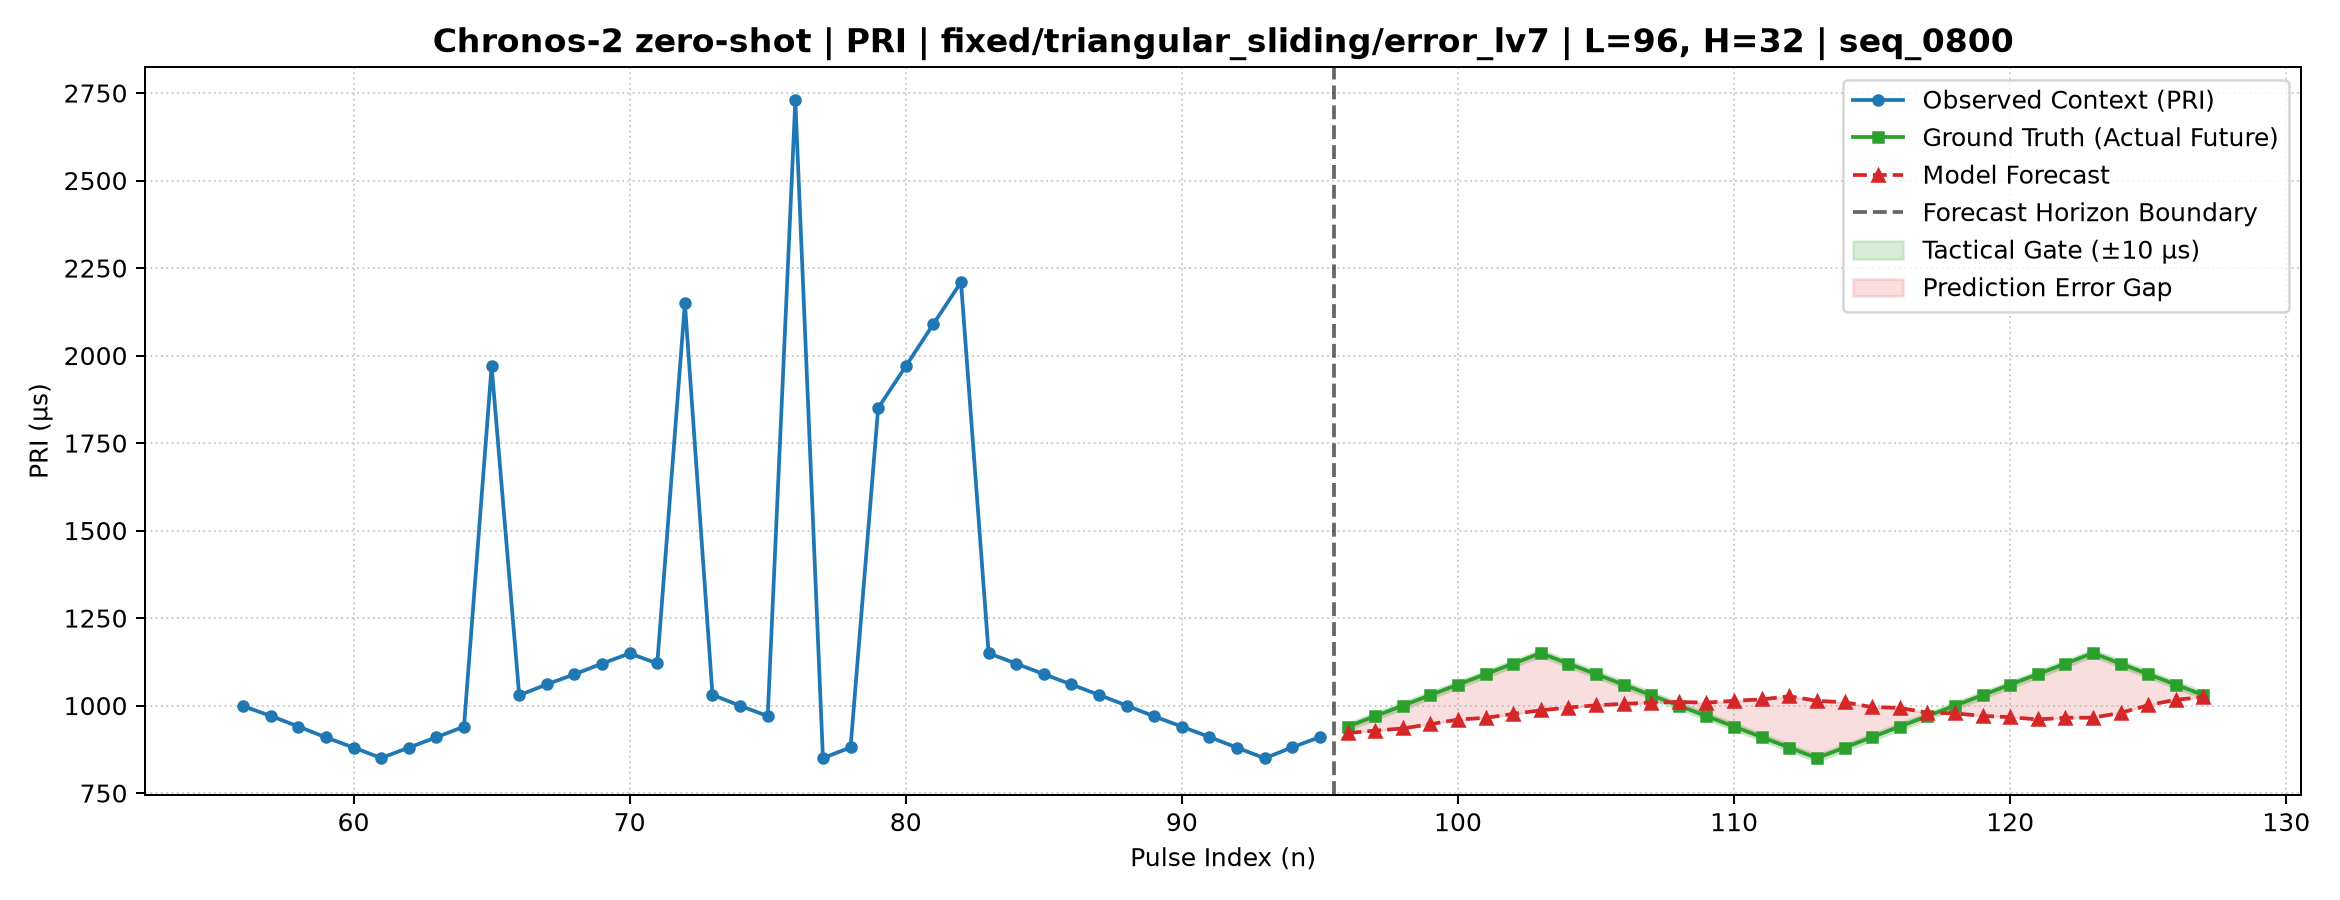 Chronos-2 zero-shot | PRI | fixed/triangular_sliding/error_lv7 | L=96, H=32 | seq_0800
Observed Context (PRI)
Ground Truth (Actual Future)
Model Forecast
Forecast Horizon Boundary
Tactical Gate (±10 µs)
Prediction Error Gap
PRI (µs)
2750
2500
2250
2000
1750
1500
1250
1000
750
60 70 80 90 100 110 120 130
Pulse Index (n)